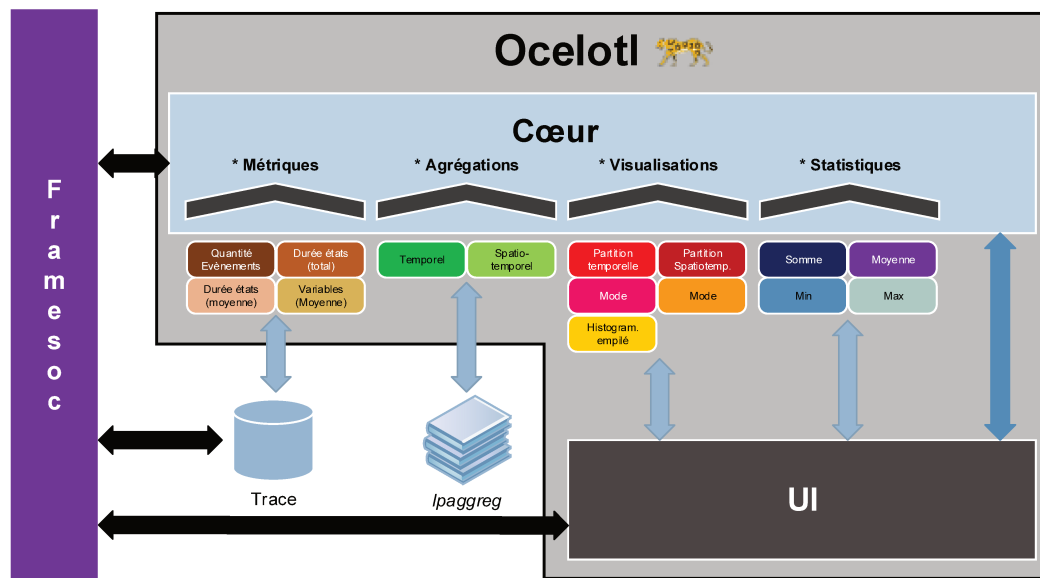 Ocelotl
Cœur
* Métriques
* Agrégations
* Visualisations
* Statistiques
Framesoc
Quantité
Evènements
Durée états
(total)
Durée états
(moyenne)
Variables
(Moyenne)
Temporel
Spatio-
temporel
Partition
temporelle
Partition
Spatiotemp.
Mode
Mode
Histogram.
empilé
Somme
Moyenne
Min
Max
Trace
lpaggreg
UI